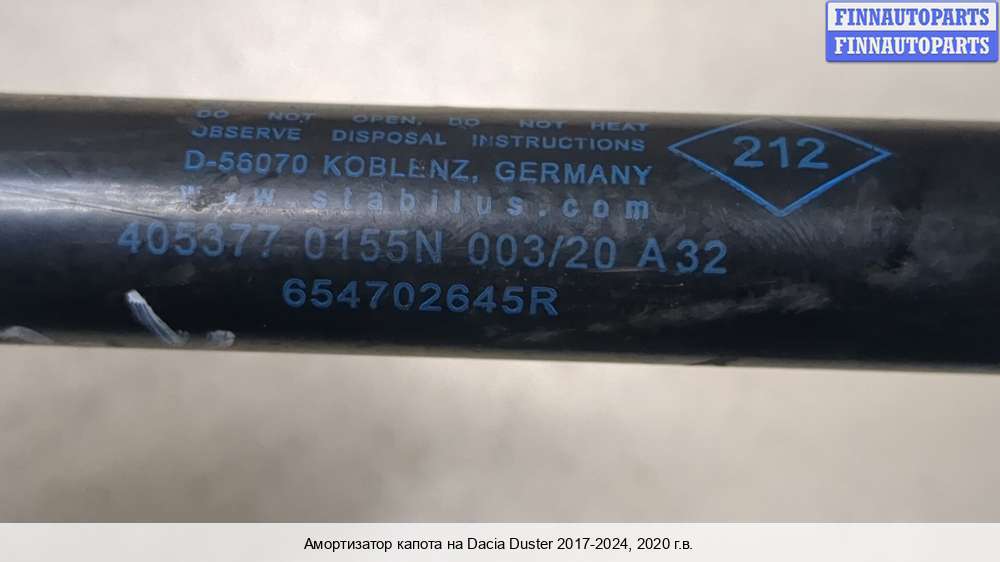 FINNAUTOPARTS
FINNAUTOPARTS
DO NOT OPEN, DO NOT HEAT
OBSERVE DISPOSAL INSTRUCTIONS
D-56070 KOBLENZ, GERMANY
www.stabilus.com
212
405377 0155N 003/20 A32
654702645R
Амортизатор капота на Dacia Duster 2017-2024, 2020 г.в.